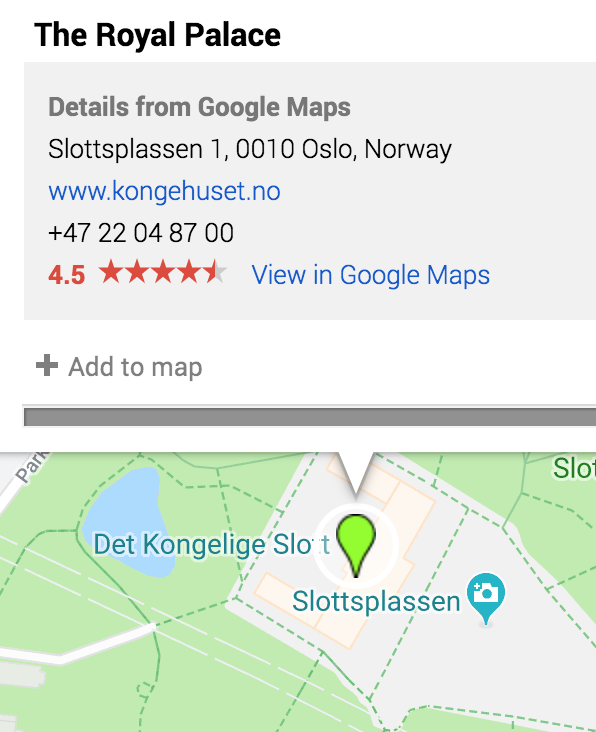 The Royal Palace
Details from Google Maps
Slottsplassen 1, 0010 Oslo, Norway
www.kongehuset.no
+47 22 04 87 00
4.5 View in Google Maps
Add to map
Park
Slot
Det Kongelige Slott
Slottsplassen